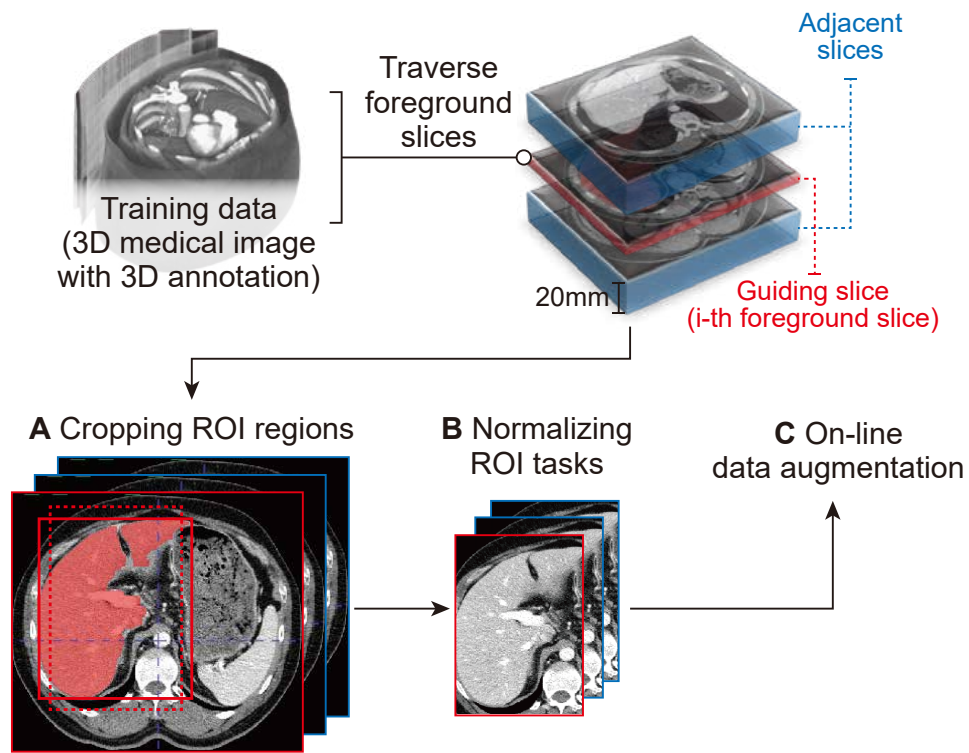 Adjacent
slices
Traverse
foreground
slices
Training data
(3D medical image
with 3D annotation)
20mm
Guiding slice
(i-th foreground slice)
A Cropping ROI regions
B Normalizing
ROI tasks
C On-line
data augmentation